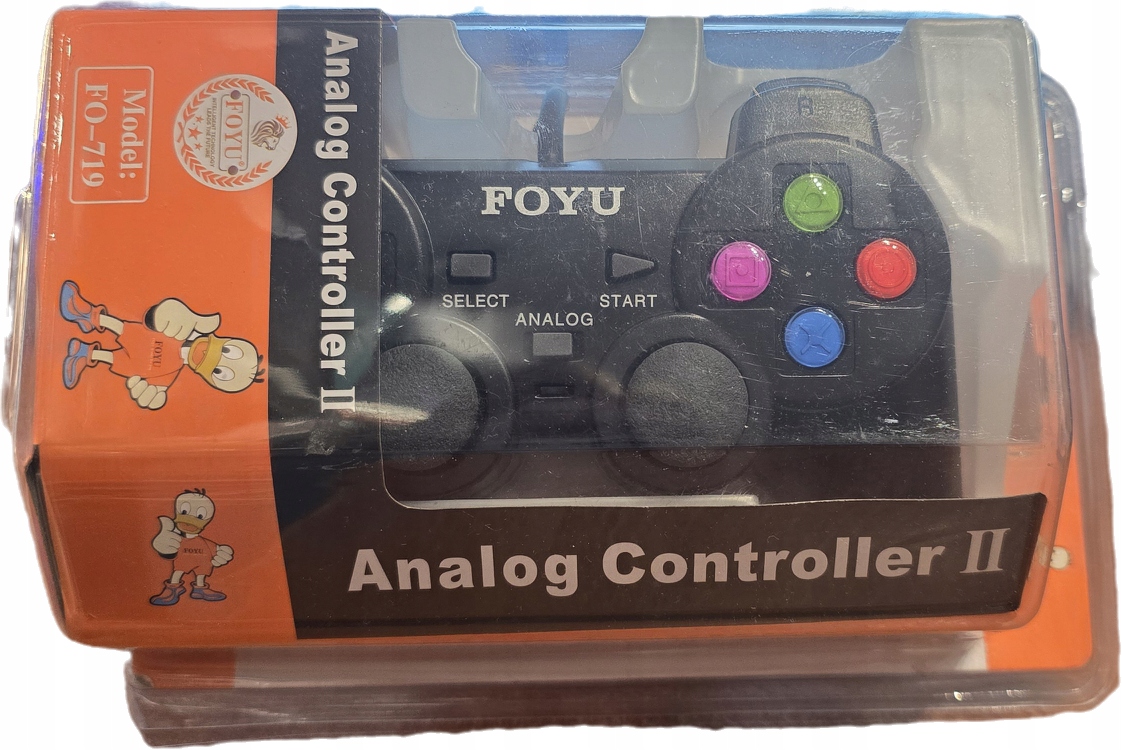 Model:
FO-719
FOYU
Analog Controller II
FOYU
SELECT
START
ANALOG
FOYU
FOYU
Analog Controller II